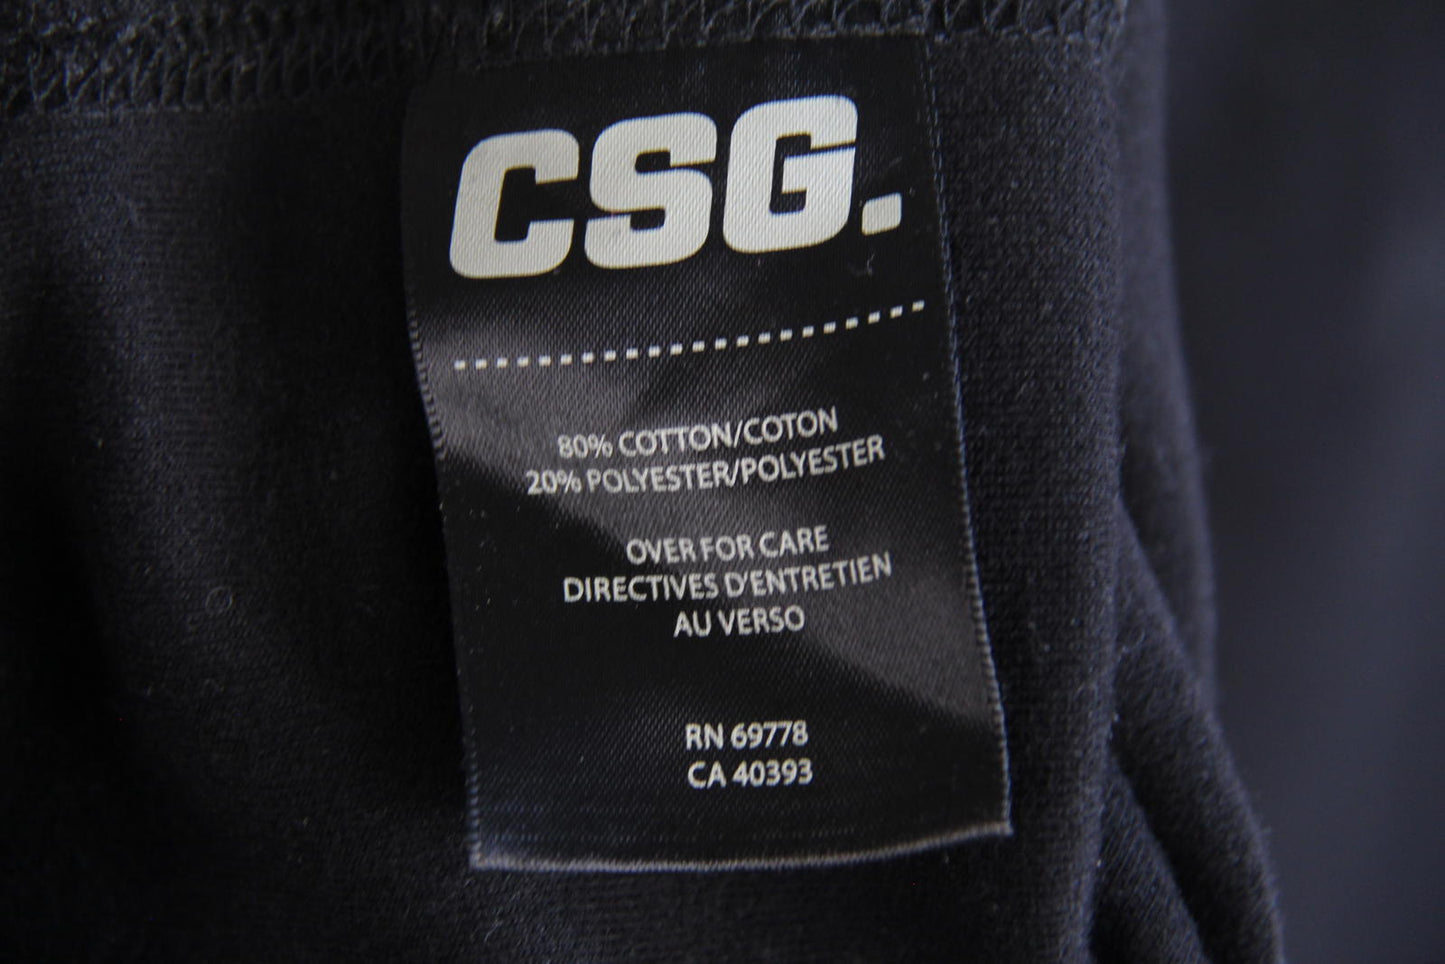 CSG.
80% COTTON/COTON
20% POLYESTER/POLYESTER
OVER FOR CARE
DIRECTIVES D'ENTRETIEN
AU VERSO
RN 69778
CA 40393